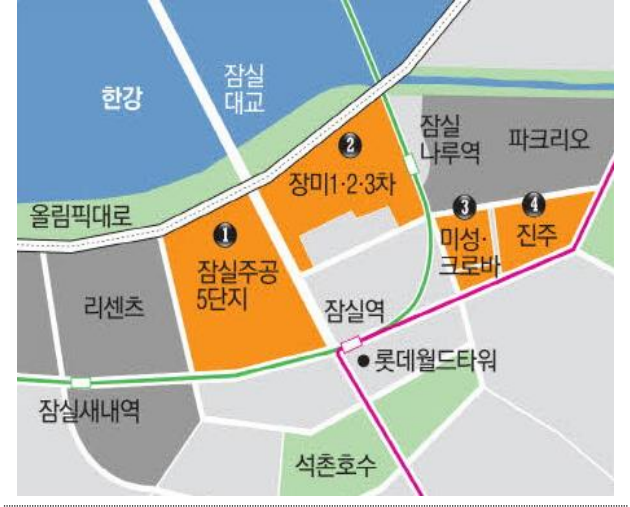 한강
잠실
대교
2
장미1·2·3차
잠실
나루역
파크리오
올림픽대로
1
잠실주공
5단지
3
미성·
크로바
4
진주
리센츠
잠실역
롯데월드타워
잠실새내역
석촌호수